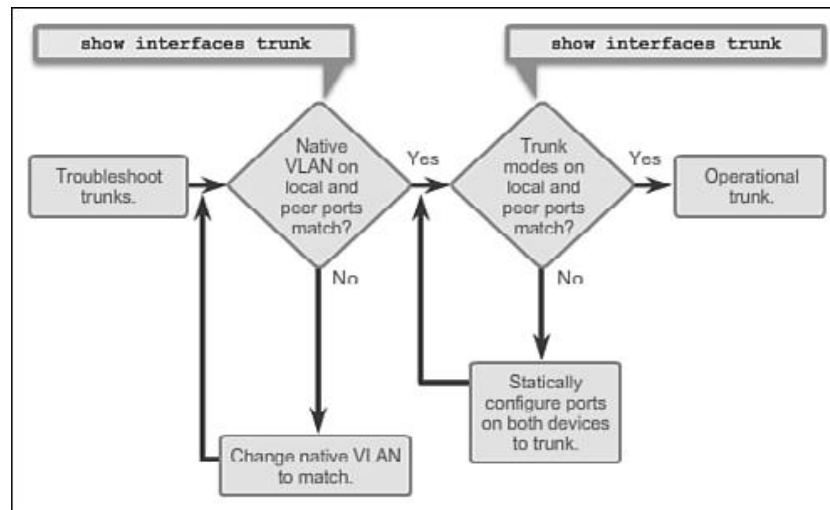 show interfaces trunk
show interfaces trunk
Troubleshoot
trunks.
Native
VLAN on
local and
peer ports
match?
Yes
Trunk
modes on
local and
peer ports
match?
Yes
Operational
trunk.
No
No
Change native VLAN
to match.
Statically
configure ports
on both devices
to trunk.